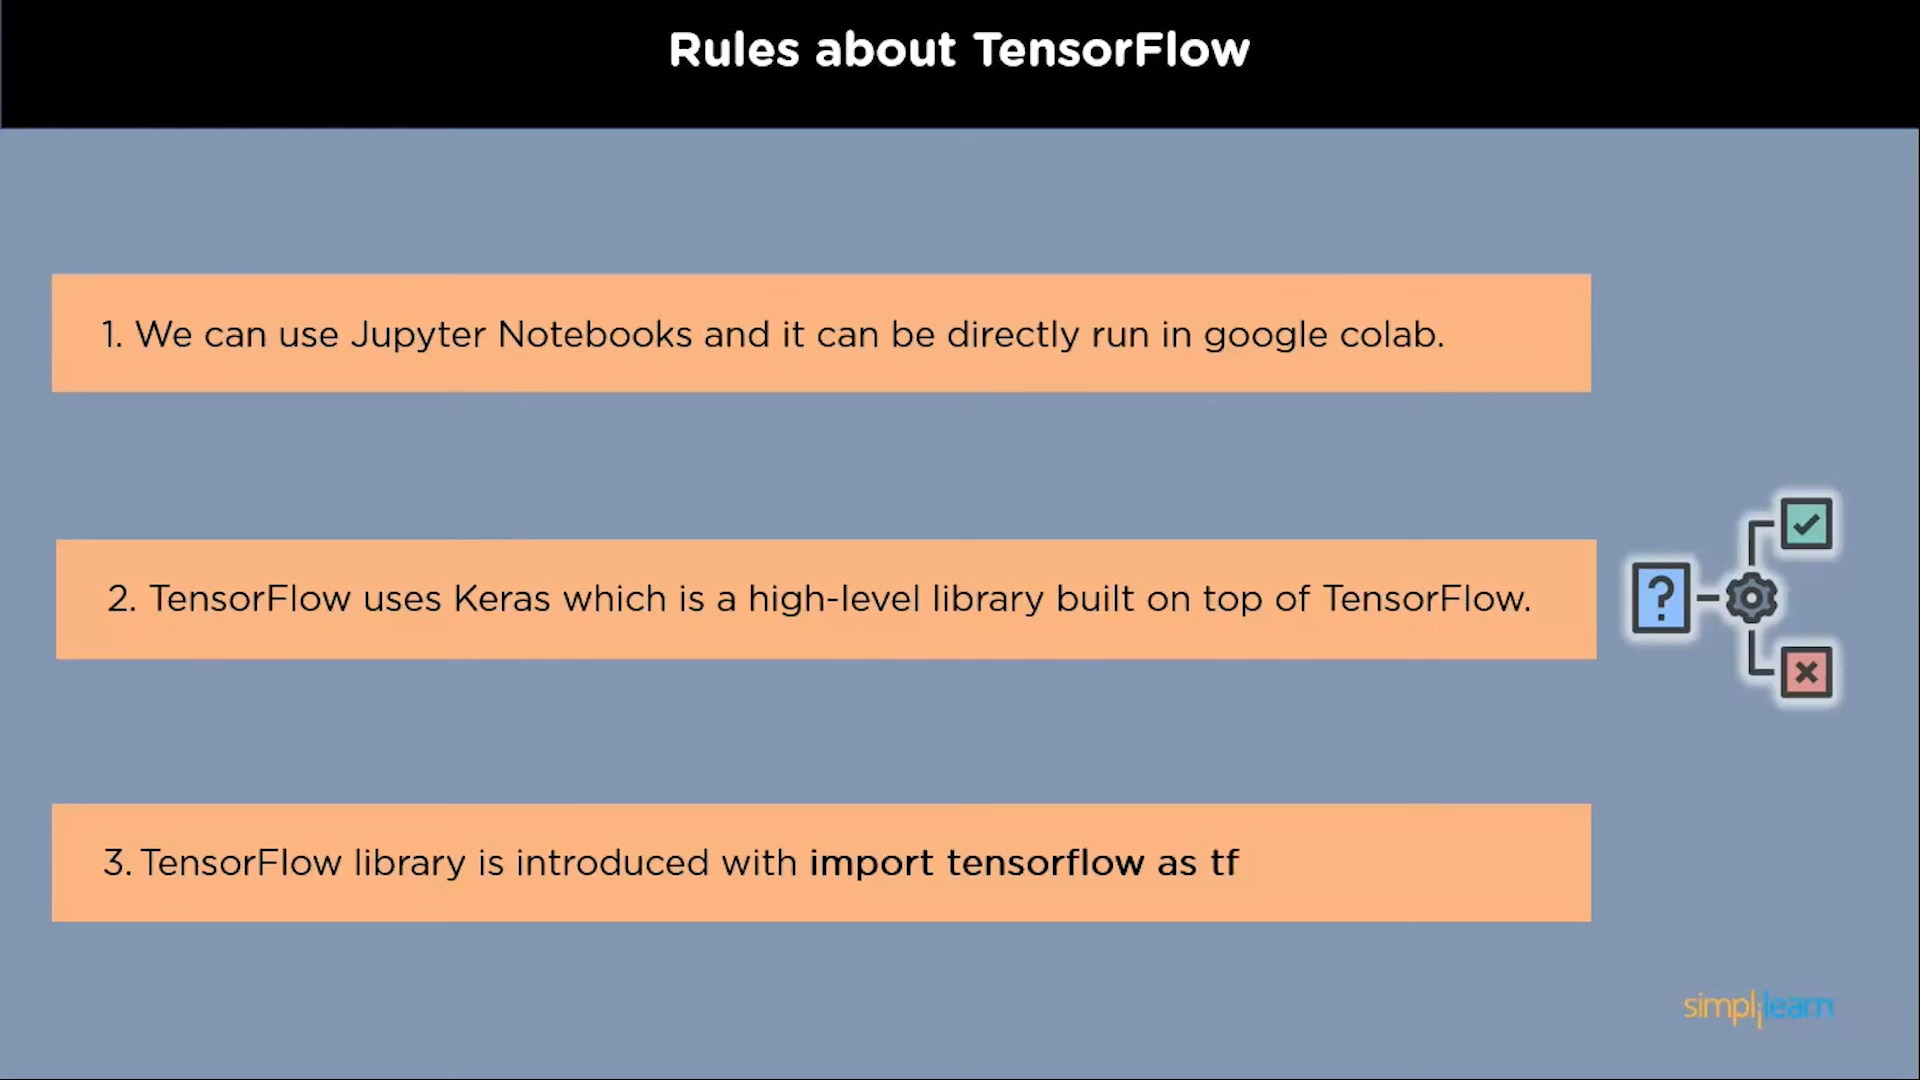 Rules about TensorFlow
1. We can use Jupyter Notebooks and it can be directly run in google colab.
2. TensorFlow uses Keras which is a high-level library built on top of TensorFlow.
?
3. TensorFlow library is introduced with import tensorflow as tf
simplilearn